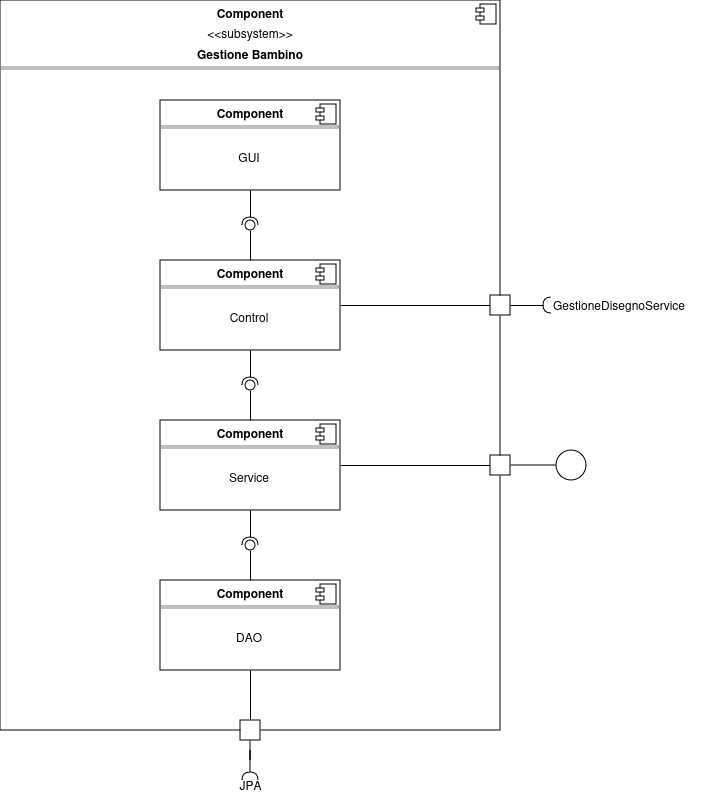 Component
<<subsystem>>
Gestione Bambino
Component
GUI
Component
Control
GestioneDisegnoService
Component
Service
Component
DAO
JPA